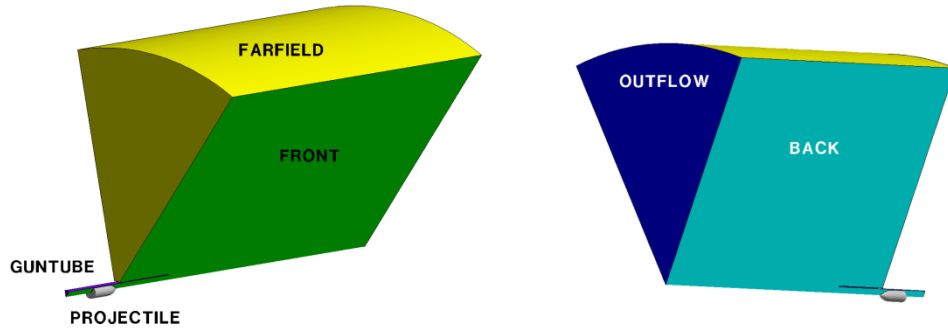 FARFIELD
FRONT
GUNTUBE
PROJECTILE
OUTFLOW
BACK